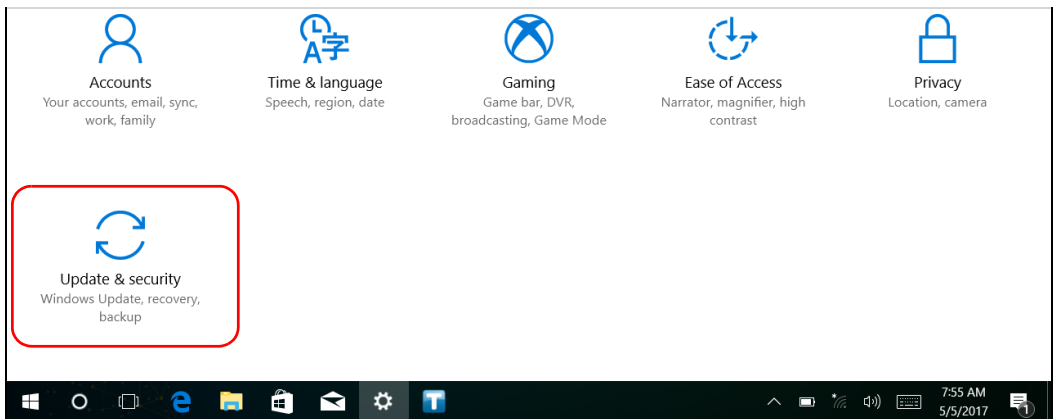 Accounts
Your accounts, email, sync,
work, family
Time & language
Speech, region, date
Gaming
Game bar, DVR,
broadcasting, Game Mode
Ease of Access
Narrator, magnifier, high
contrast
Privacy
Location, camera
Update & security
Windows Update, recovery,
backup
7:55 AM
5/5/2017
1